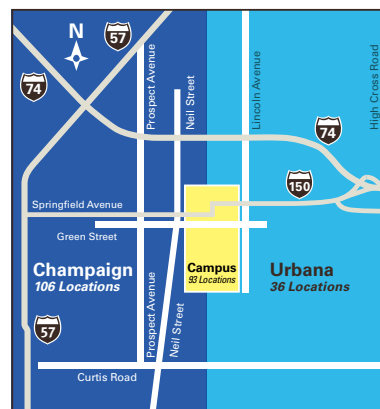 N
57
74
Prospect Avenue
Neil Street
Lincoln Avenue
High Cross Road
74
150
Springfield Avenue
Green Street
Champaign
106 Locations
Campus
93 Locations
Urbana
36 Locations
57
Prospect Avenue
Neil Street
Curtis Road